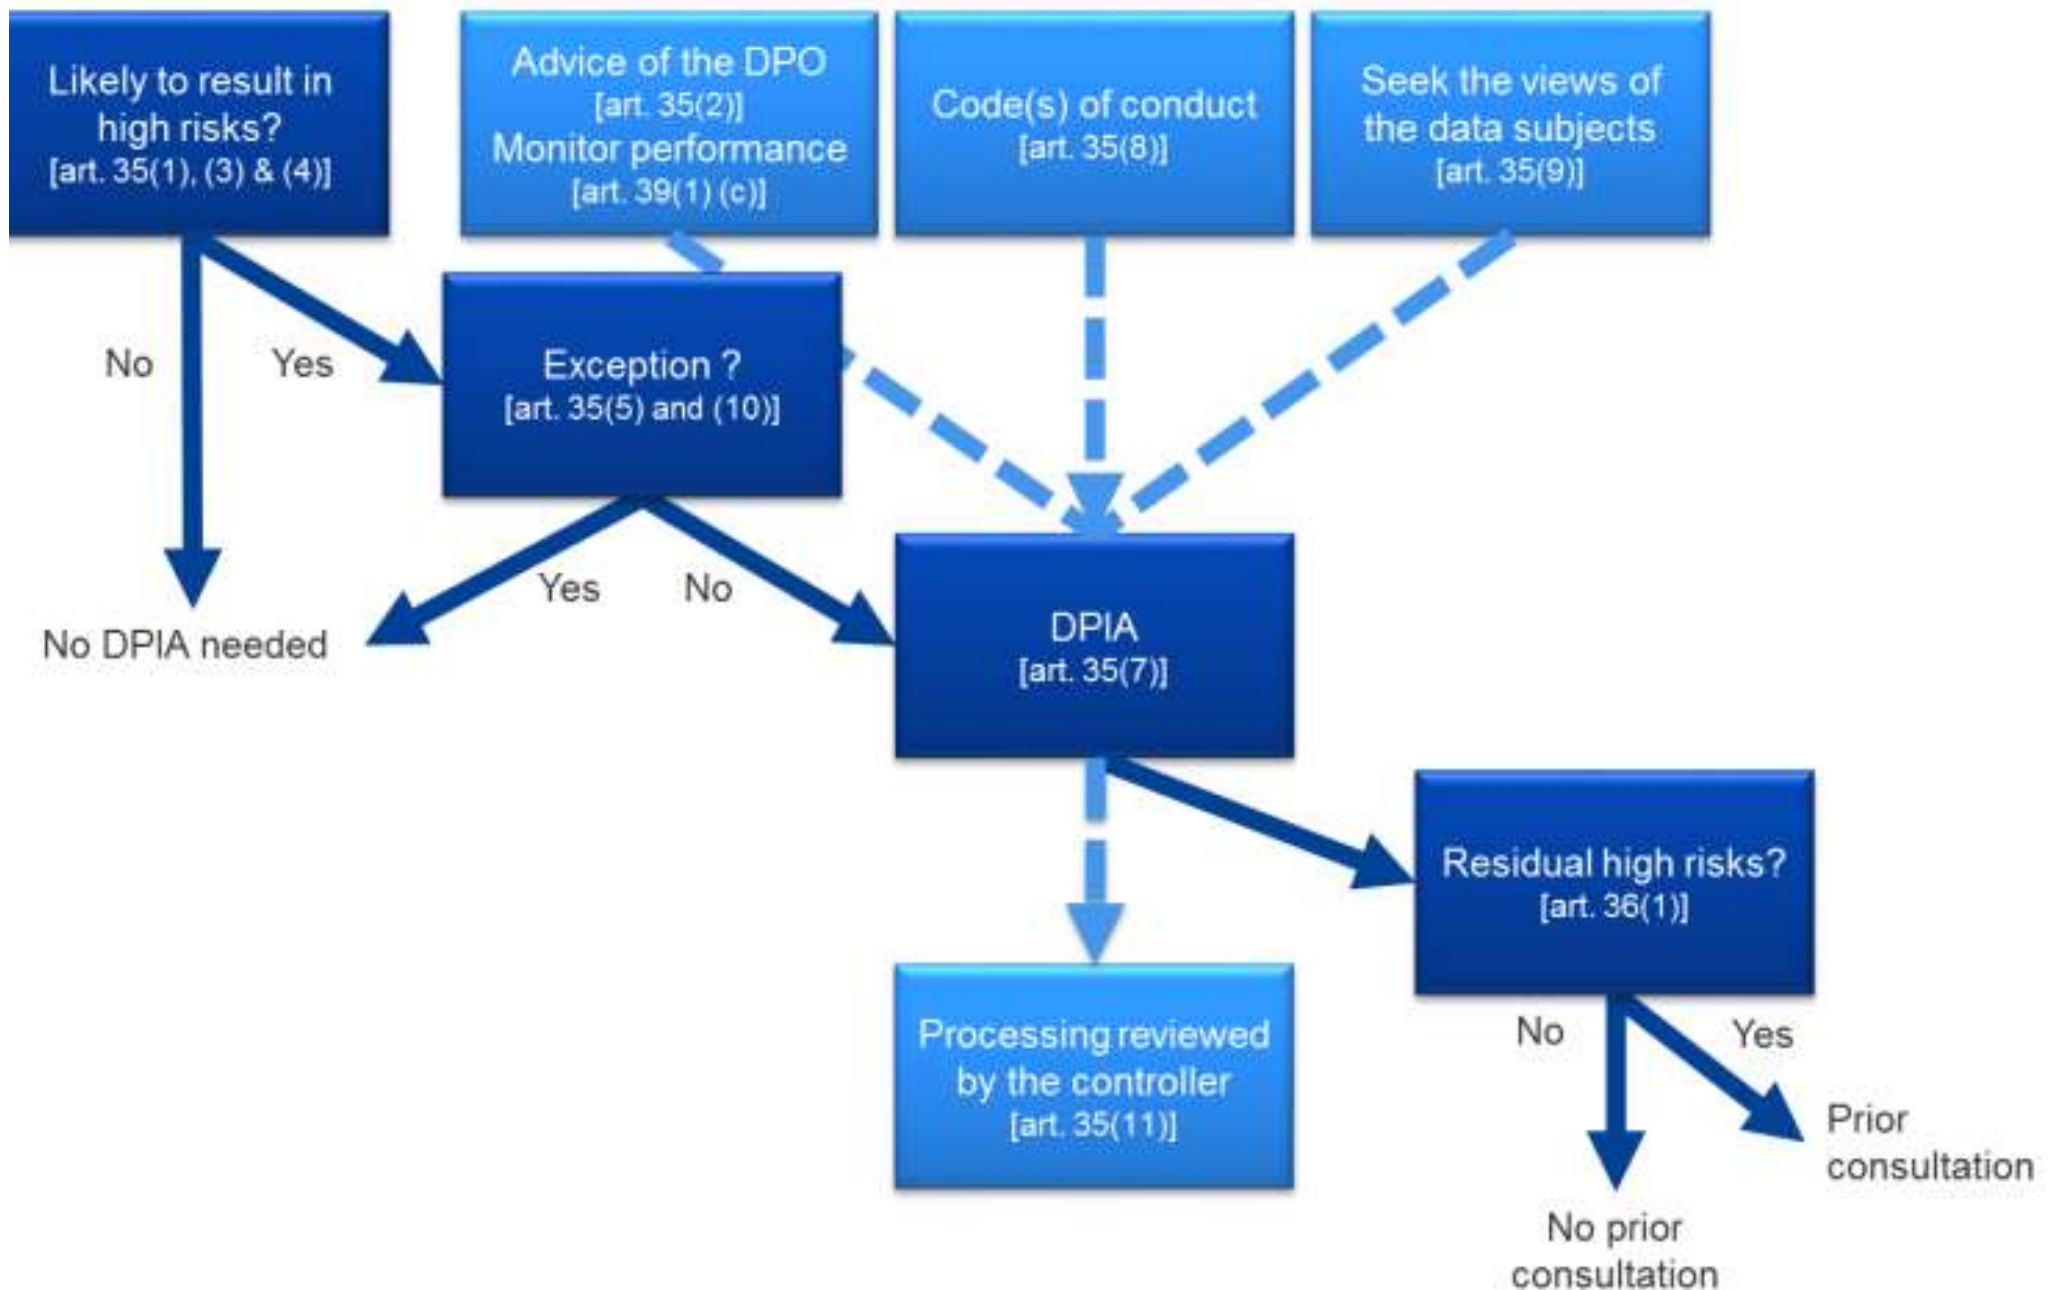 Likely to result in
high risks?
[art. 35(1), (3) & (4)]
Advice of the DPO
[art. 35(2)]
Monitor performance
[art. 39(1) (c)]
Code(s) of conduct
[art. 35(8)]
Seek the views of
the data subjects
[art. 35(9)]
No
Yes
Exception ?
[art. 35(5) and (10)]
Yes
No
No DPIA needed
DPIA
[art. 35(7)]
Residual high risks?
[art. 36(1)]
Processing reviewed
by the controller
[art. 35(11)]
No
Yes
Prior
consultation
No prior
consultation